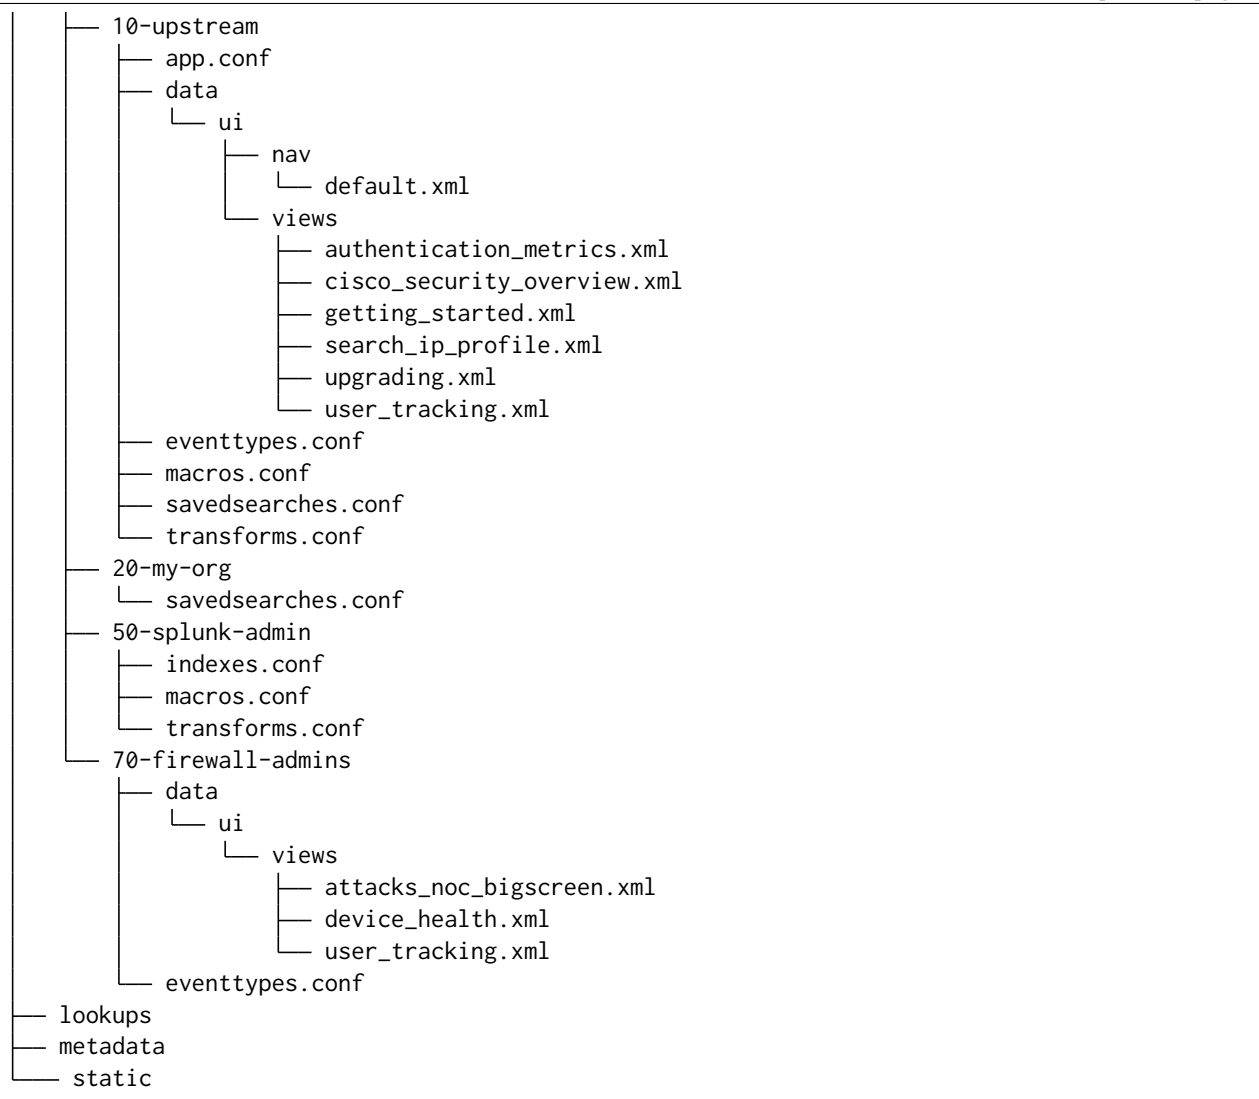 │   ├── 10-upstream
│   │   ├── app.conf
│   │   ├── data
│   │   │   └── ui
│   │   │       ├── nav
│   │   │       │   └── default.xml
│   │   │       └── views
│   │   │           ├── authentication_metrics.xml
│   │   │           ├── cisco_security_overview.xml
│   │   │           ├── getting_started.xml
│   │   │           ├── search_ip_profile.xml
│   │   │           ├── upgrading.xml
│   │   │           └── user_tracking.xml
│   │   ├── eventtypes.conf
│   │   ├── macros.conf
│   │   ├── savedsearches.conf
│   │   └── transforms.conf
│   ├── 20-my-org
│   │   └── savedsearches.conf
│   ├── 50-splunk-admin
│   │   ├── indexes.conf
│   │   ├── macros.conf
│   │   └── transforms.conf
│   └── 70-firewall-admins
│       ├── data
│       │   └── ui
│       │       └── views
│       │           ├── attacks_noc_bigscreen.xml
│       │           ├── device_health.xml
│       │           └── user_tracking.xml
│       └── eventtypes.conf
├── lookups
├── metadata
└── static